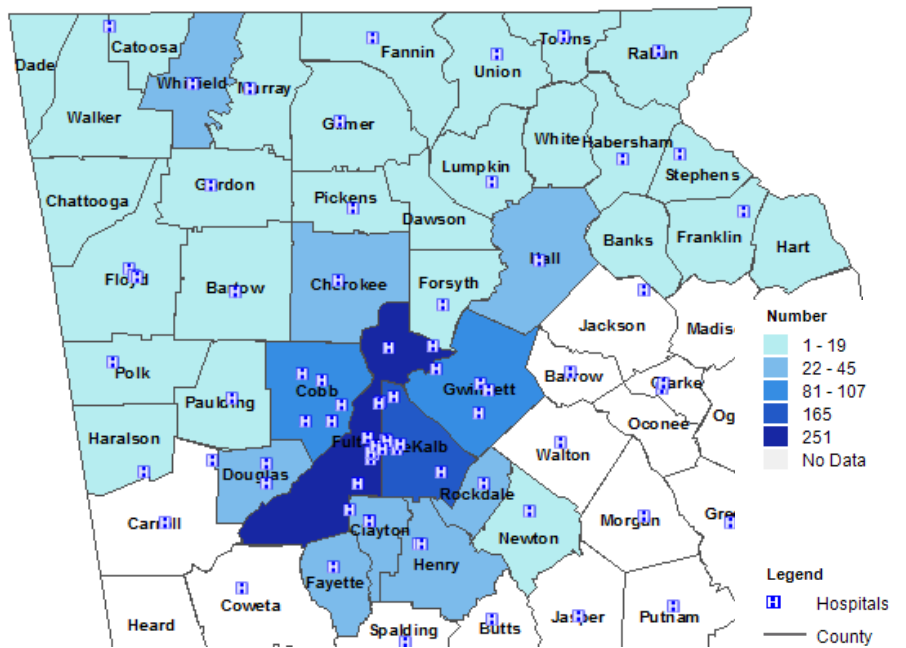 Dade
Catoosa
Whitfield
Murray
Fannin
Union
Towns
Rabun
Walker
Gilmer
White
Habersham
Lumpkin
Stephens
Chattooga
Gordon
Pickens
Dawson
Banks
Franklin
Hart
Floyd
Bartow
Cherokee
Forsyth
Hall
Jackson
Madis
Polk
Paulding
Cobb
Gwinnett
Barrow
Clarke
Oconee
Og
Haralson
Douglas
Fult
eKalb
Rockdale
Walton
Carroll
Clayton
Newton
Morgan
Gre
Fayette
Henry
Heard
Coweta
Spalding
Butts
Jasper
Putnam
Number
1 - 19
22 - 45
81 - 107
165
251
No Data
Legend
H Hospitals
County